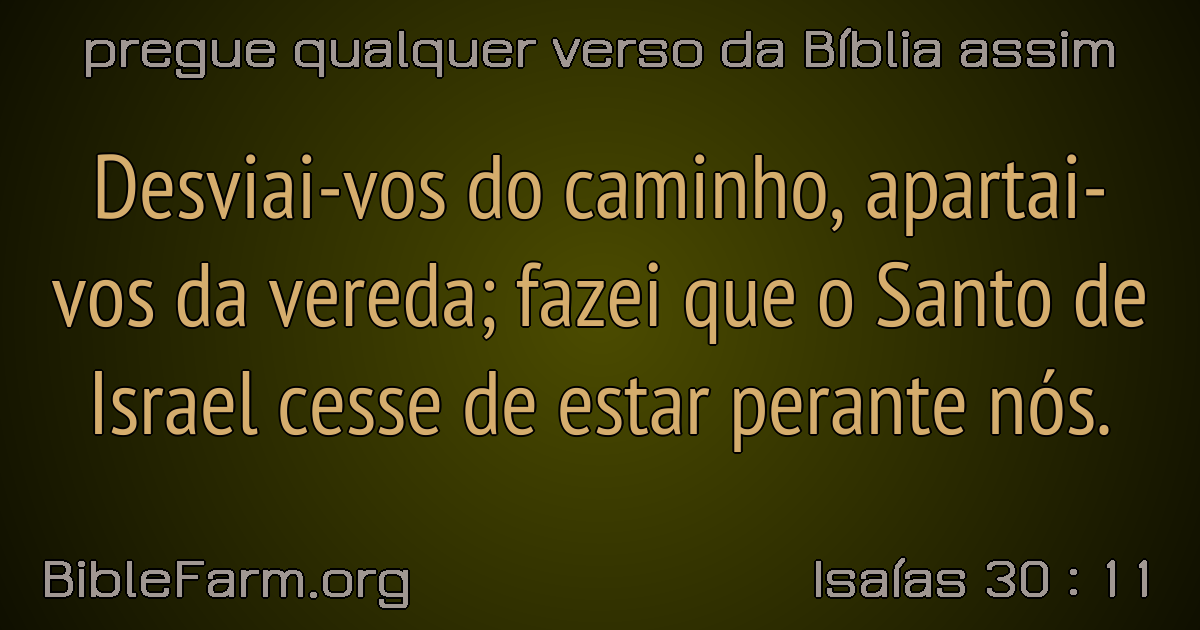 pregue qualquer verso da Bíblia assim
Desviai-vos do caminho, apartai-
vos da vereda; fazei que o Santo de
Israel cesse de estar perante nós.
BibleFarm.org
Isaías 30 : 11